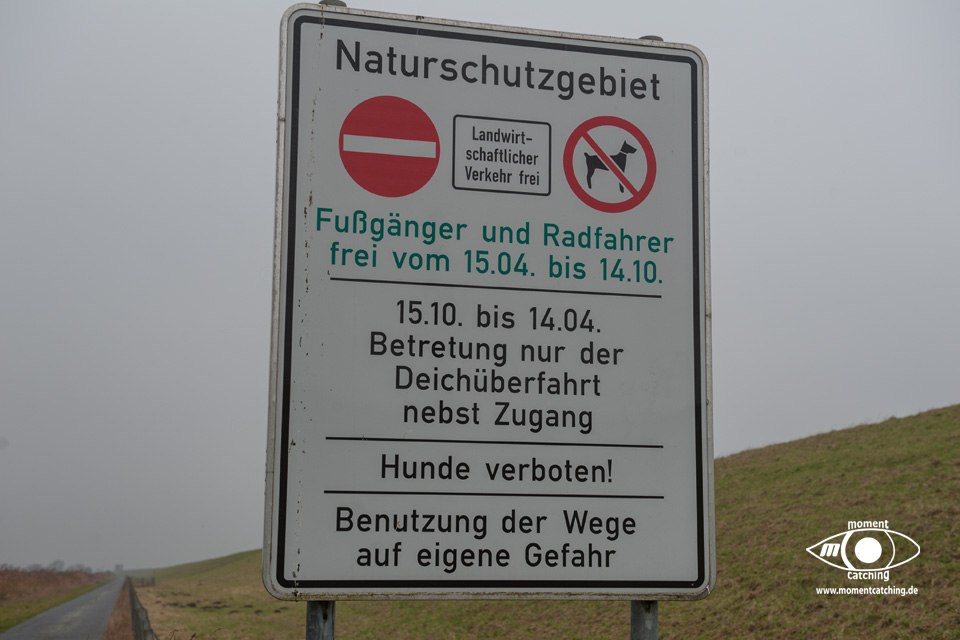 Naturschutzgebiet
Landwirt-
schaftlicher
Verkehr frei
Fußgänger und Radfahrer
frei vom 15.04. bis 14.10.
15.10. bis 14.04.
Betretung nur der
Deichüberfahrt
nebst Zugang
Hunde verboten!
Benutzung der Wege
auf eigene Gefahr
moment
m
catching
www.momentcatching.de